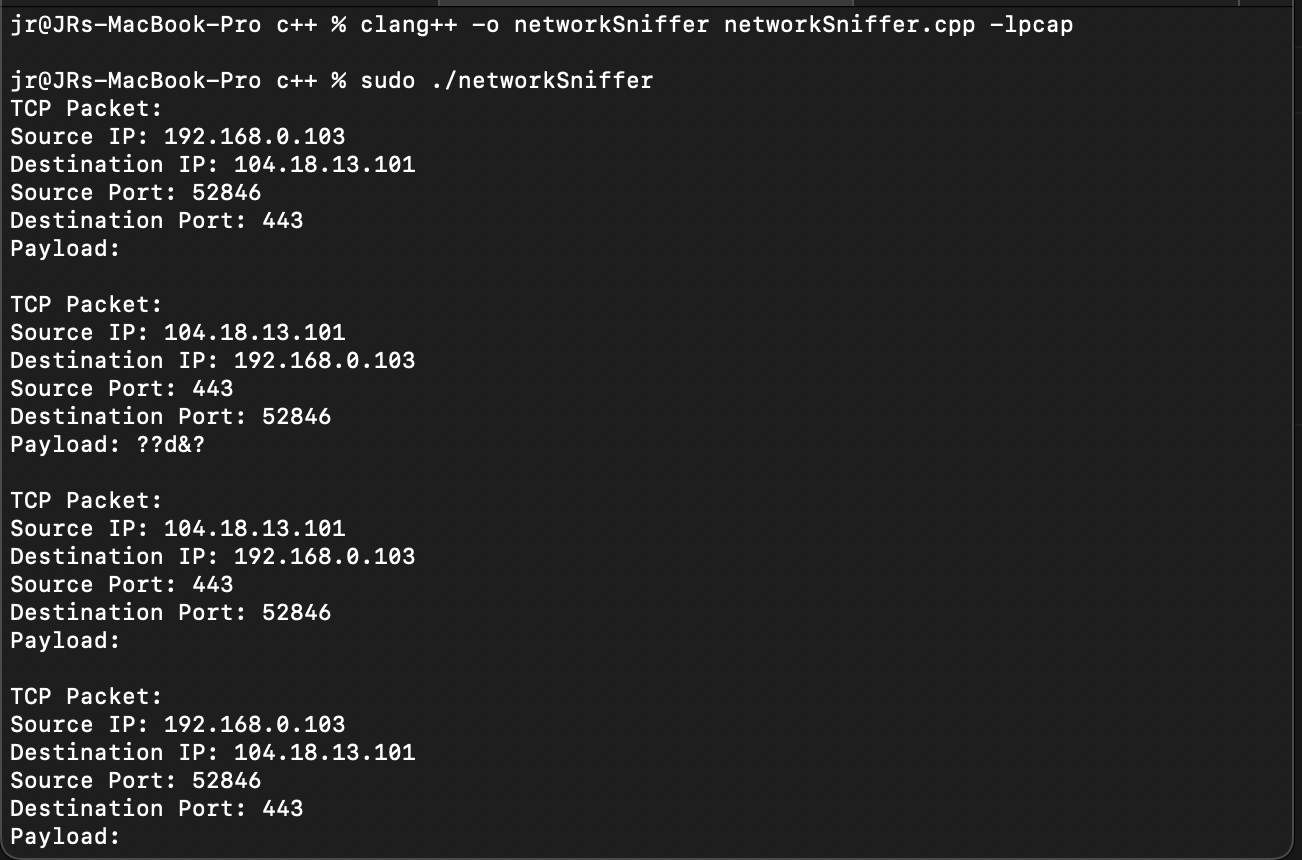 jr@JRs-MacBook-Pro c++ % clang++ -o networkSniffer networkSniffer.cpp -lpcap
jr@JRs-MacBook-Pro c++ % sudo ./networkSniffer
TCP Packet:
Source IP: 192.168.0.103
Destination IP: 104.18.13.101
Source Port: 52846
Destination Port: 443
Payload:
TCP Packet:
Source IP: 104.18.13.101
Destination IP: 192.168.0.103
Source Port: 443
Destination Port: 52846
Payload: ??d&?
TCP Packet:
Source IP: 104.18.13.101
Destination IP: 192.168.0.103
Source Port: 443
Destination Port: 52846
Payload:
TCP Packet:
Source IP: 192.168.0.103
Destination IP: 104.18.13.101
Source Port: 52846
Destination Port: 443
Payload: